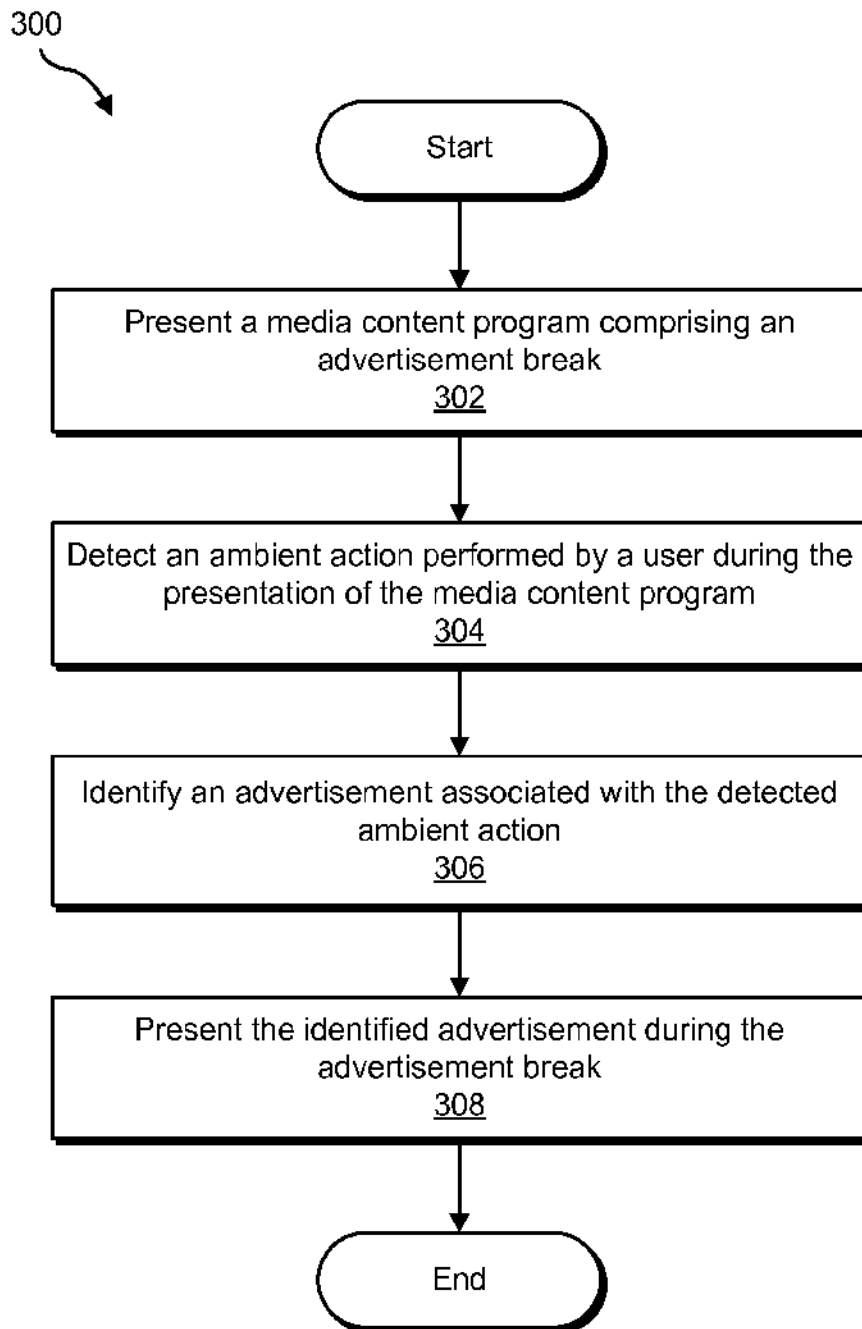 300
Start
Present a media content program comprising an
advertisement break
302
Detect an ambient action performed by a user during the
presentation of the media content program
304
Identify an advertisement associated with the detected
ambient action
306
Present the identified advertisement during the
advertisement break
308
End